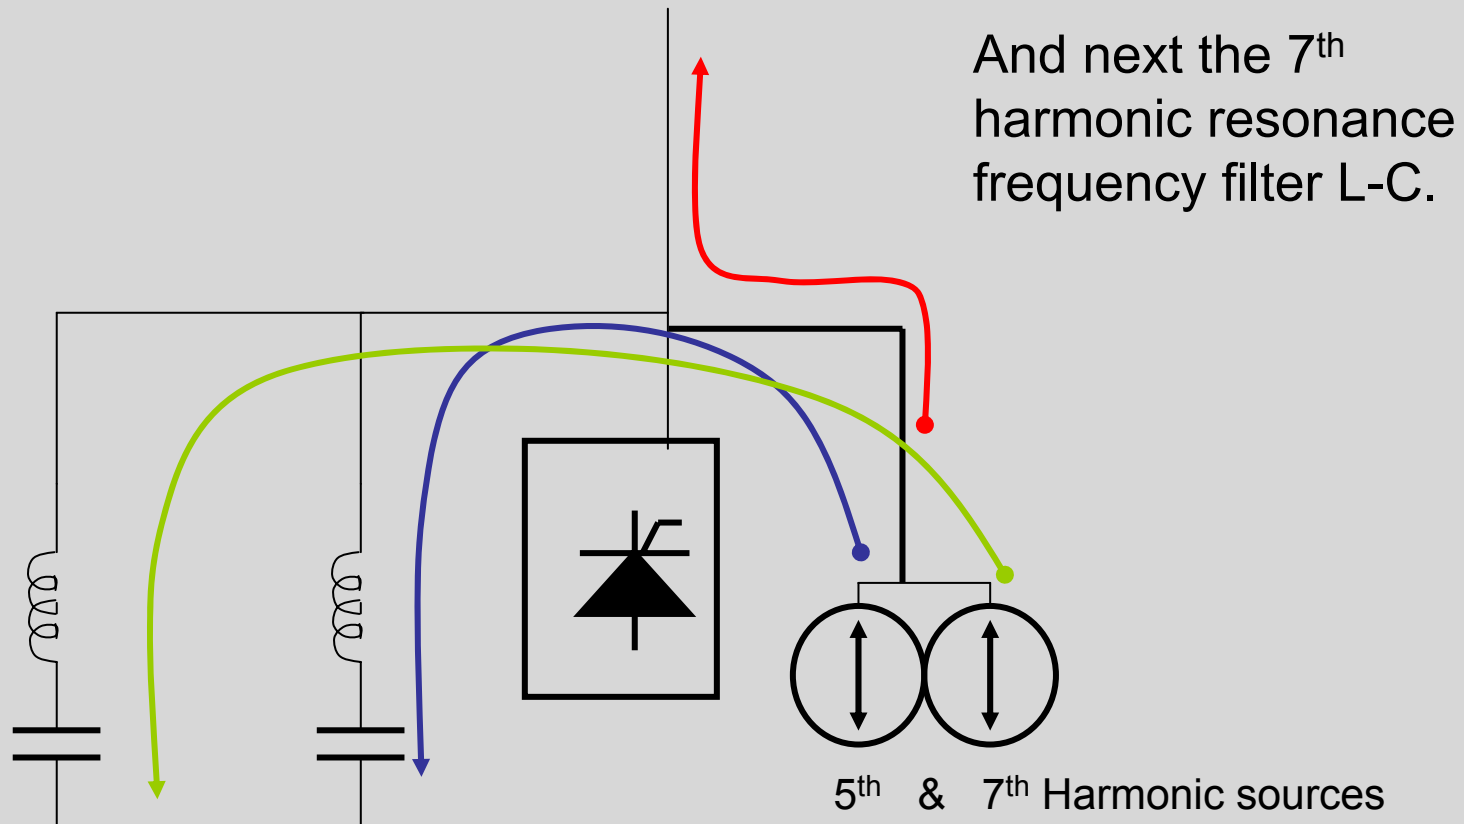 And next the 7th
harmonic resonance
frequency filter L-C.
5th & 7th Harmonic sources